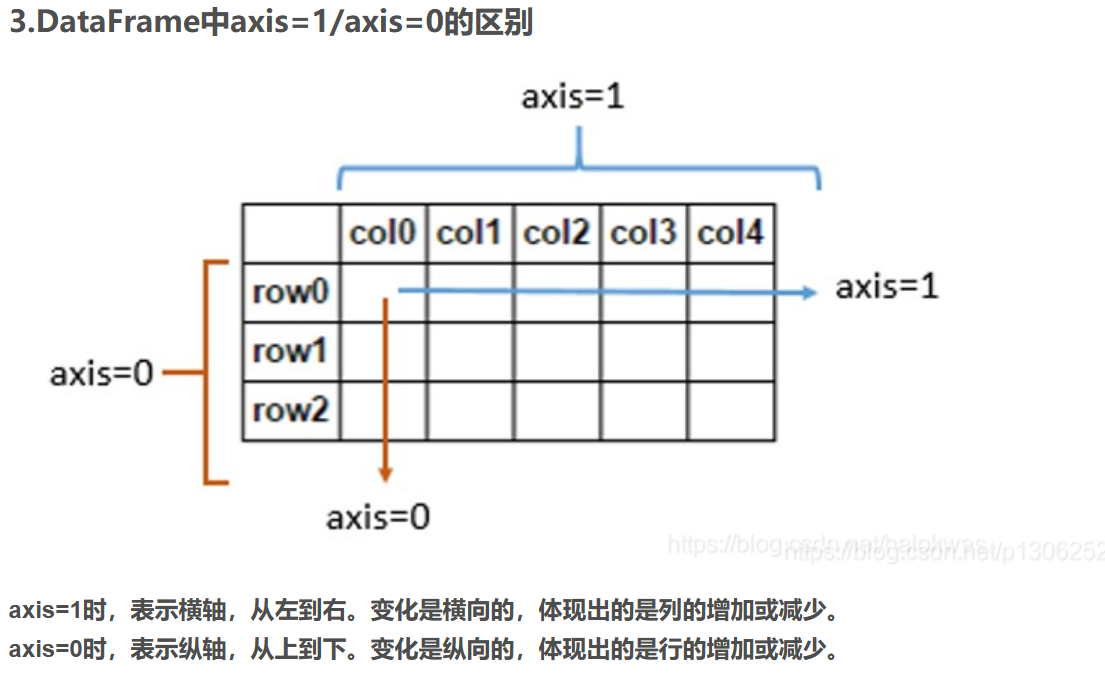 3.DataFrame中axis=1/axis=0的区别
axis=1
col0 col1 col2 col3 col4
row0
axis=1
row1
axis=0
row2
axis=0
https://blog.csdn.net/p1306252
axis=1时，表示横轴，从左到右。变化是横向的，体现出的是列的增加或减少。
axis=0时，表示纵轴，从上到下。变化是纵向的，体现出的是行的增加或减少。